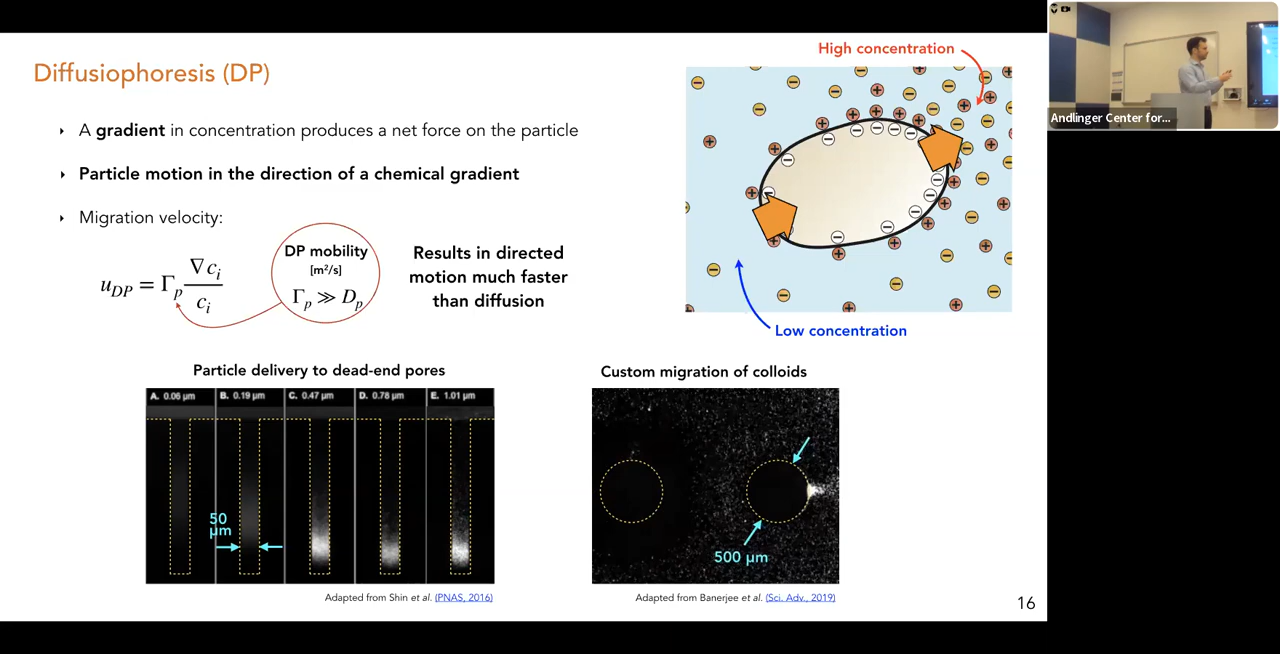 Diffusiophoresis (DP)
‣ A gradient in concentration produces a net force on the particle
‣ Particle motion in the direction of a chemical gradient
‣ Migration velocity:
u_DP = Γ_p ∇c_i / c_i
DP mobility
[m²/s]
Γ_p ≫ D_p
Results in directed
motion much faster
than diffusion
High concentration
Low concentration
Particle delivery to dead-end pores
A. 0.06 μm B. 0.19 μm C. 0.47 μm D. 0.78 μm E. 1.01 μm
50
μm
Adapted from Shin et al. (PNAS, 2016)
Custom migration of colloids
500 μm
Adapted from Banerjee et al. (Sci. Adv., 2019)
16
Andlinger Center for...